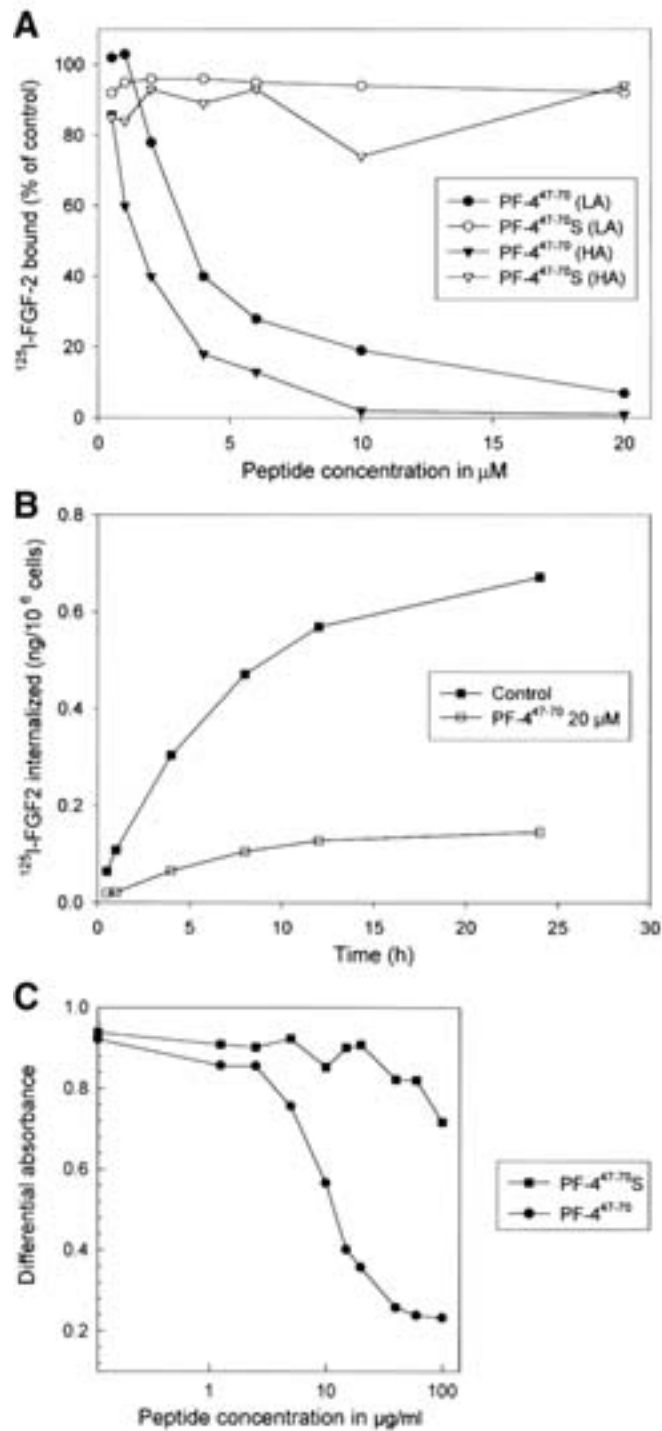 A
¹²⁵I-FGF-2 bound (% of control)
100
80
60
40
20
0
PF-4⁴⁷⁻⁷⁰ (LA)
PF-4⁴⁷⁻⁷⁰S (LA)
PF-4⁴⁷⁻⁷⁰ (HA)
PF-4⁴⁷⁻⁷⁰S (HA)
0 5 10 15 20
Peptide concentration in µM
B
¹²⁵I-FGF2 internalized (ng/10⁶ cells)
0.8
0.6
0.4
0.2
0.0
Control
PF-4⁴⁷⁻⁷⁰ 20 µM
0 5 10 15 20 25 30
Time (h)
C
Differential absorbance
1.0
0.8
0.6
0.4
0.2
PF-4⁴⁷⁻⁷⁰S
PF-4⁴⁷⁻⁷⁰
1 10 100
Peptide concentration in µg/ml